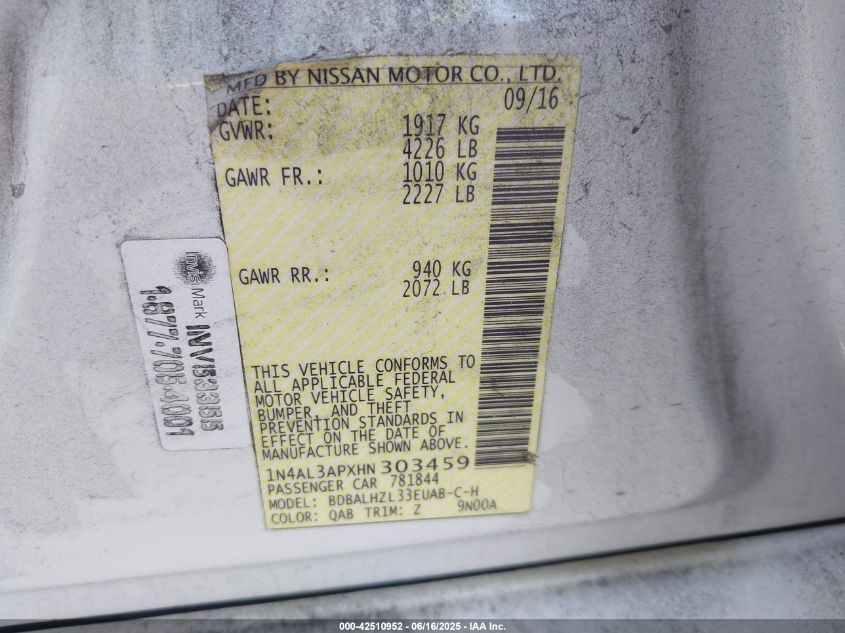 MFD BY NISSAN MOTOR CO., LTD.
DATE: 09/16
GVWR: 1917 KG
4226 LB
GAWR FR.: 1010 KG
2227 LB
GAWR RR.: 940 KG
2072 LB
THIS VEHICLE CONFORMS TO
ALL APPLICABLE FEDERAL
MOTOR VEHICLE SAFETY,
BUMPER, AND THEFT
PREVENTION STANDARDS IN
EFFECT ON THE DATE OF
MANUFACTURE SHOWN ABOVE.
1N4AL3APXHN303459
PASSENGER CAR 781844
MODEL: BDBALHZL33EUAB-C-H
COLOR: QAB TRIM: Z 9N00A
InvisMark INV53355
1-877-705-4001
000-42510952 - 06/16/2025 - IAA Inc.